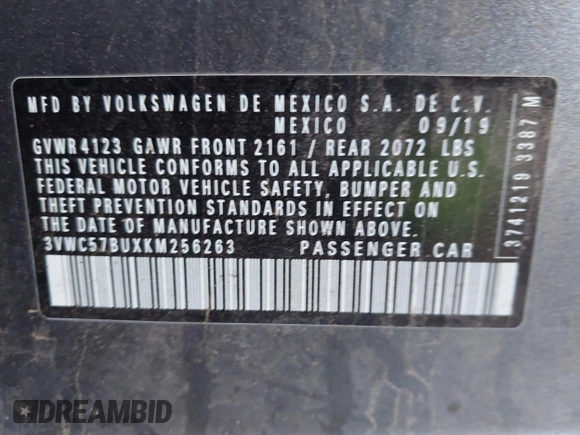 MFD BY VOLKSWAGEN DE MEXICO S.A. DE C.V.
MEXICO 09/19
GVWR 4123 GAWR FRONT 2161 / REAR 2072 LBS
THIS VEHICLE CONFORMS TO ALL APPLICABLE U.S.
FEDERAL MOTOR VEHICLE SAFETY, BUMPER AND
THEFT PREVENTION STANDARDS IN EFFECT ON
THE DATE OF MANUFACTURE SHOWN ABOVE.
3VWC57BUXKM256263 PASSENGER CAR
3741219 3387 M
DREAMBID